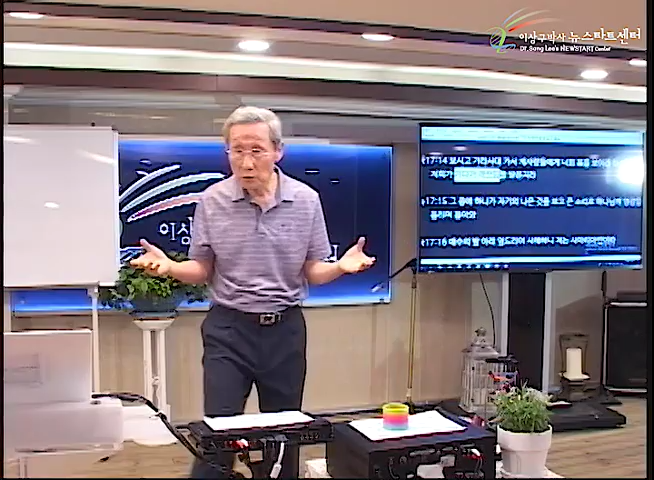 이상구박사 뉴스타트센터
Dr. Sang Lee's NEWSTART Center
17:14 보시고 가라사대 가서 제사장들에게 너희 몸을 보이라
저희가
17:15 그 중에 하나가 자기의 나은 것을 보고 큰 소리로 하나님께 영광을
돌리며 돌아와
17:16 예수의 발 아래 엎드리어 사례하니 저는 사마리아인이라
이상